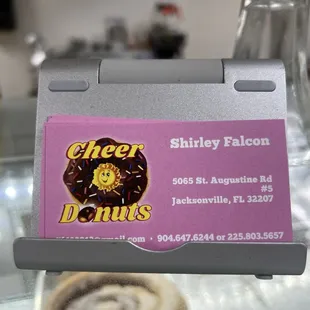 Cheer
Donuts
Shirley Falcon
5065 St. Augustine Rd
#5
Jacksonville, FL 32207
• 904.647.6244 or 225.803.5657